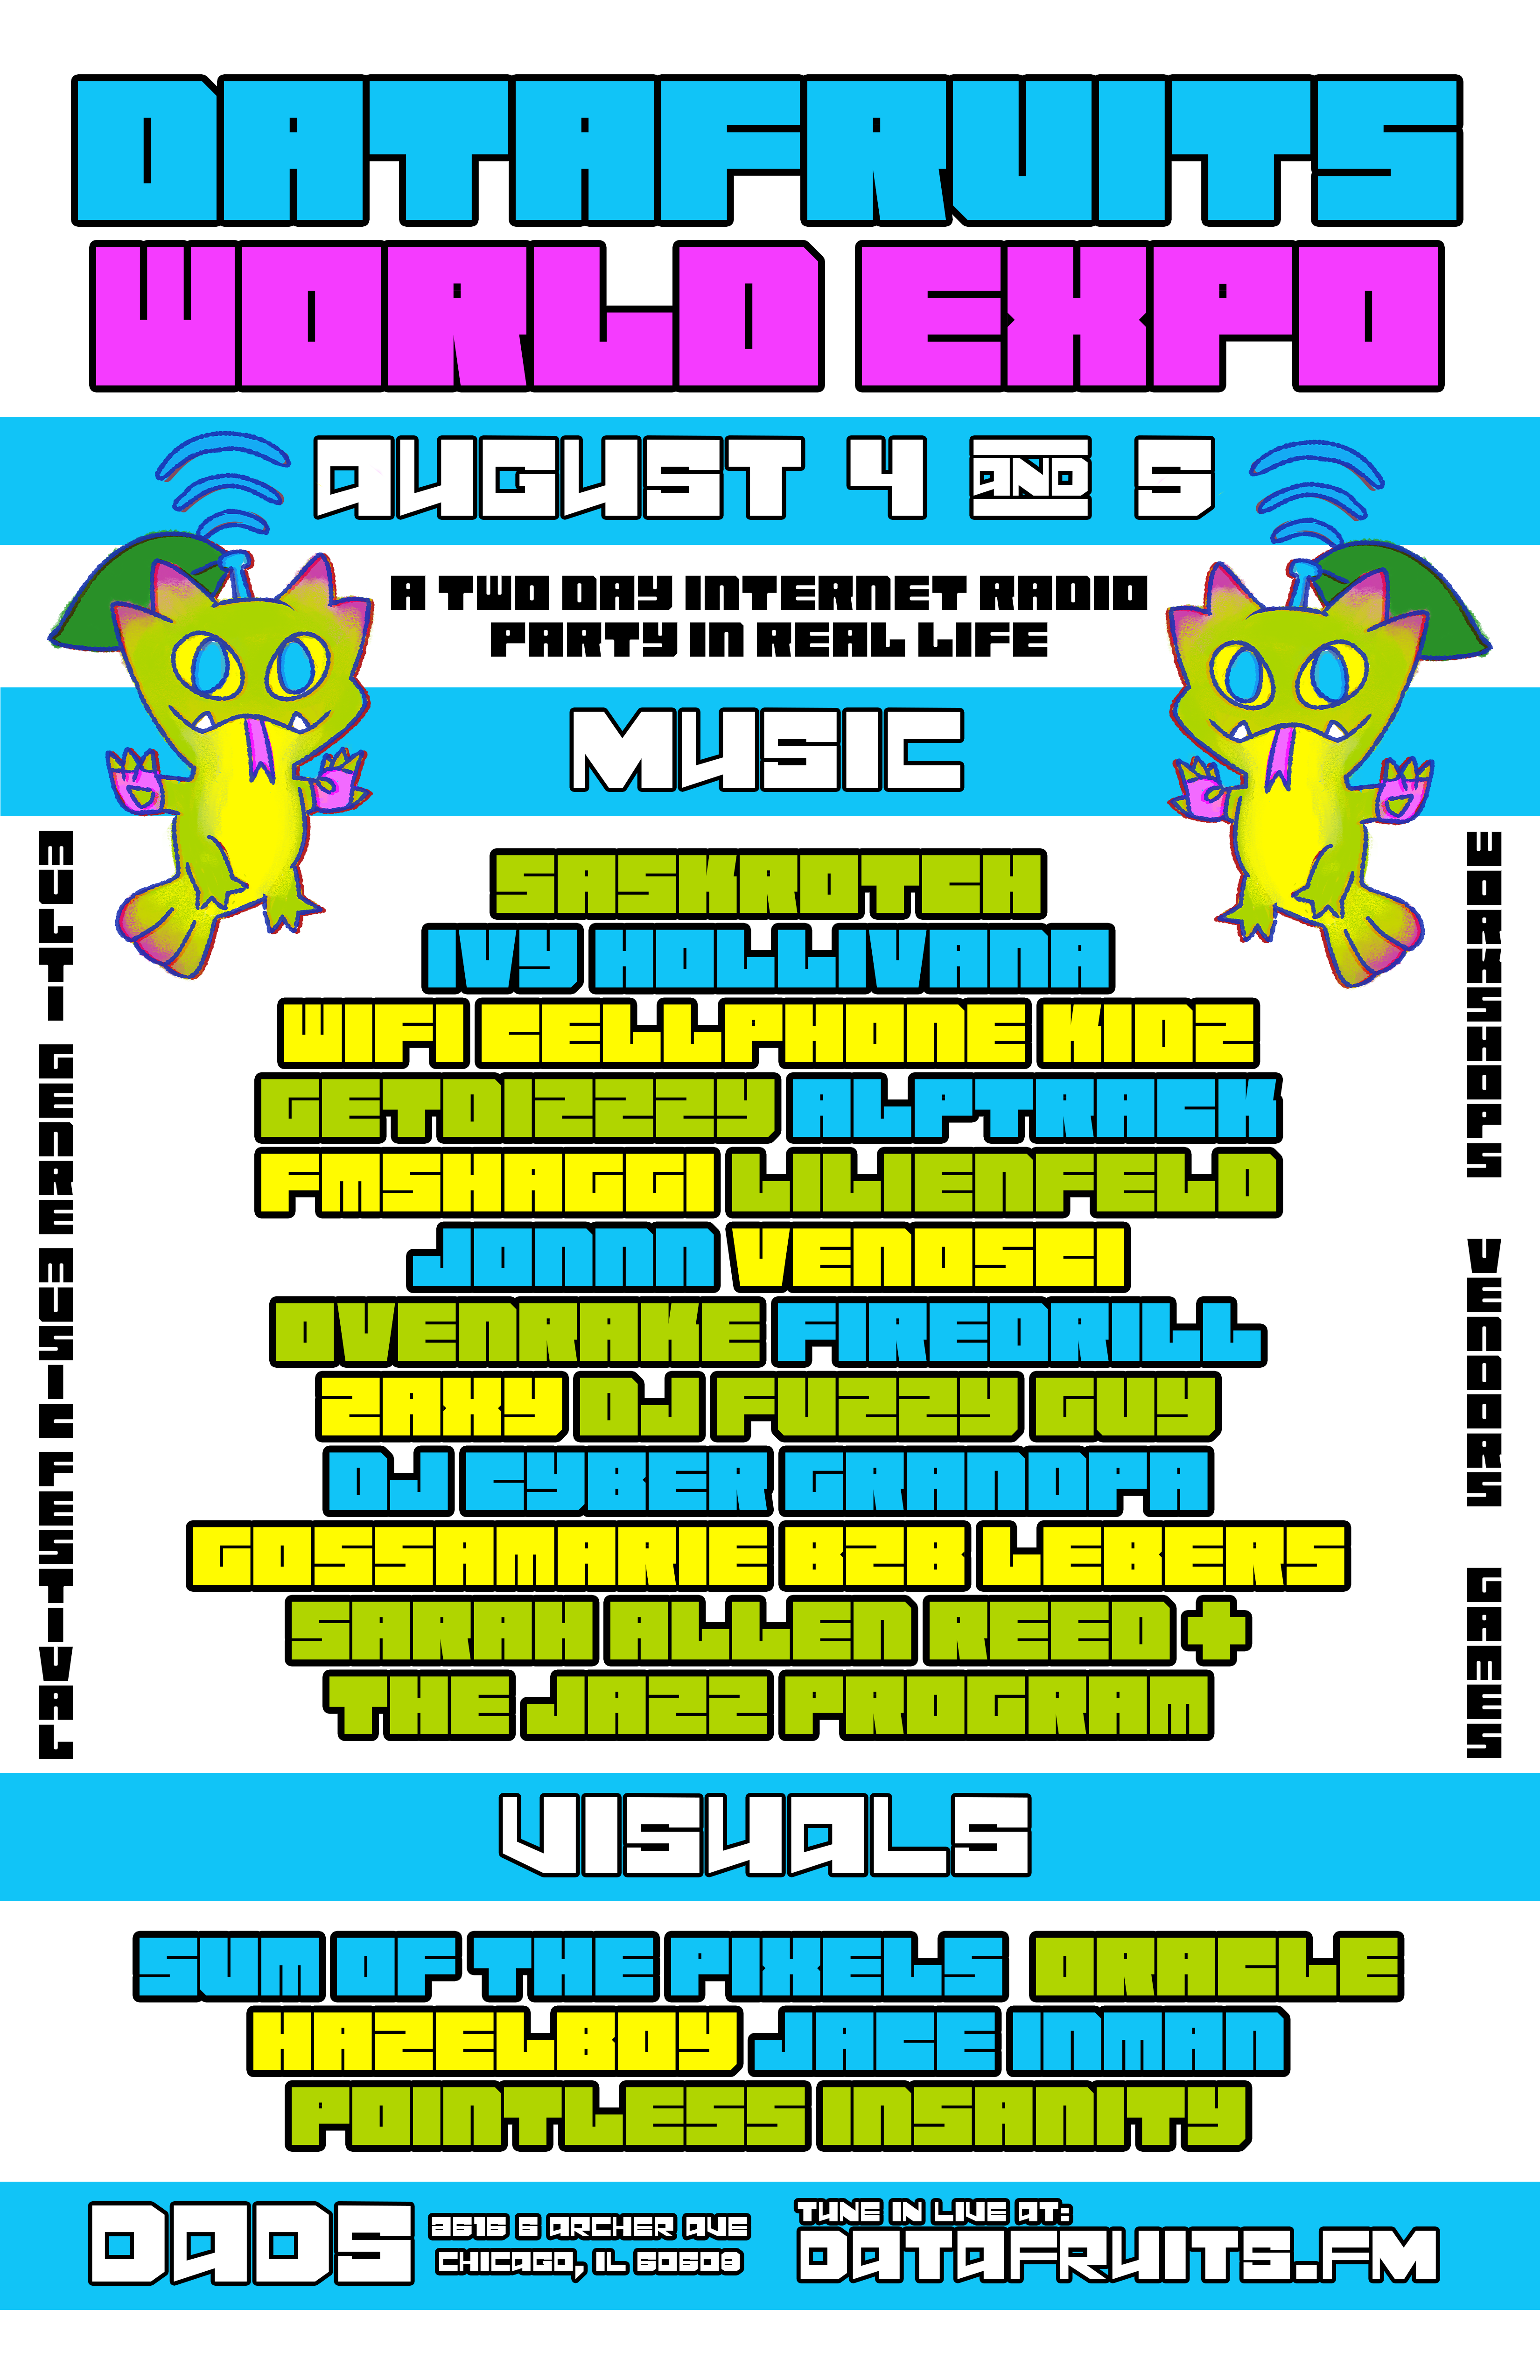 DATAFRUITS
WORLD EXPO
AUGUST 4 AND 5
A TWO DAY INTERNET RADIO
PARTY IN REAL LIFE
MUSIC
MULTI GENRE MUSIC FESTIVAL
SASKROTCH
IVY HOLLIVANA
WIFI CELLPHONE KIDZ
GETDIZZZY ALPTRACK
FMSHAGGI LILIENFELD
JONNN VENOSCI
OVENRAKE FIREDRILL
ZAXY DJ FUZZY GUY
DJ CYBER GRANDPA
GOSSAMARIE B2B LEBERS
SARAH ALLEN REED +
THE JAZZ PROGRAM
WORKSHOPS VENDORS GAMES
VISUALS
SUM OF THE PIXELS ORACLE
HAZELBOY JACE INMAN
POINTLESS INSANITY
DADS
2515 S ARCHER AVE
CHICAGO, IL 60608
TUNE IN LIVE AT:
DATAFRUITS.FM